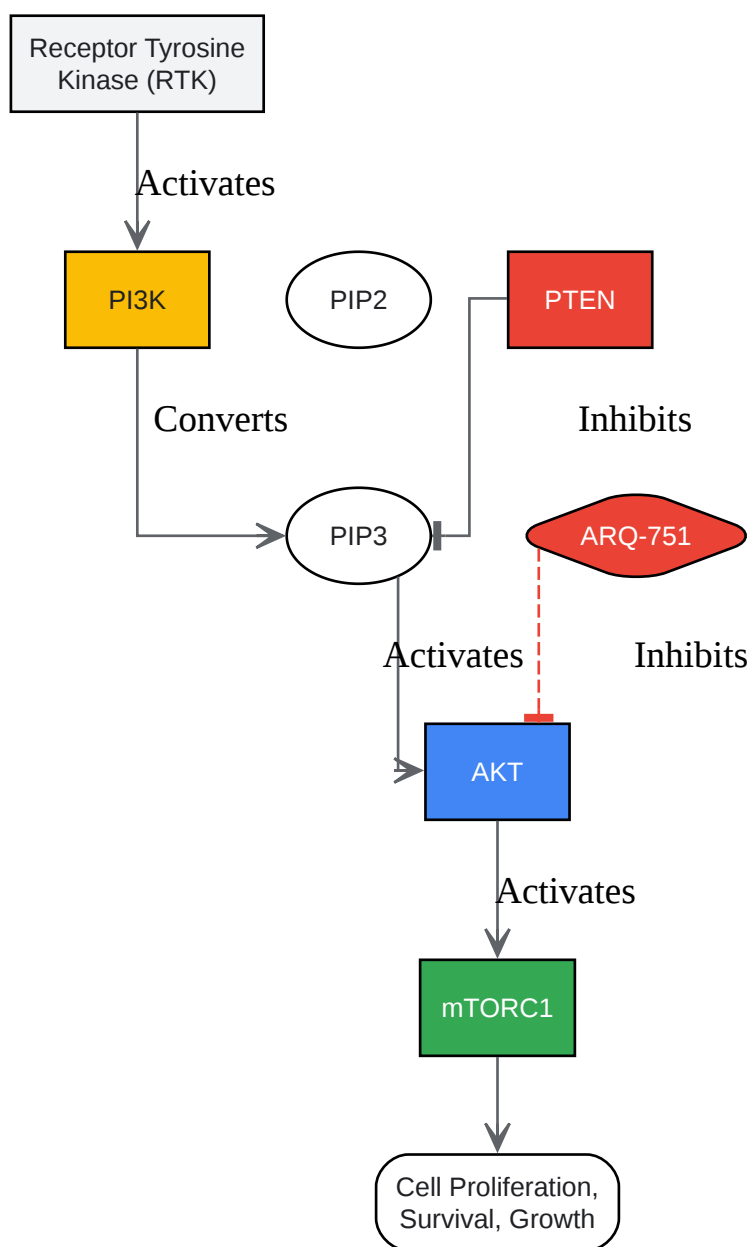 Receptor Tyrosine
Kinase (RTK)
Activates
PI3K
PIP2
PTEN
Converts
Inhibits
PIP3
ARQ-751
Activates
Inhibits
AKT
Activates
mTORC1
Cell Proliferation,
Survival, Growth